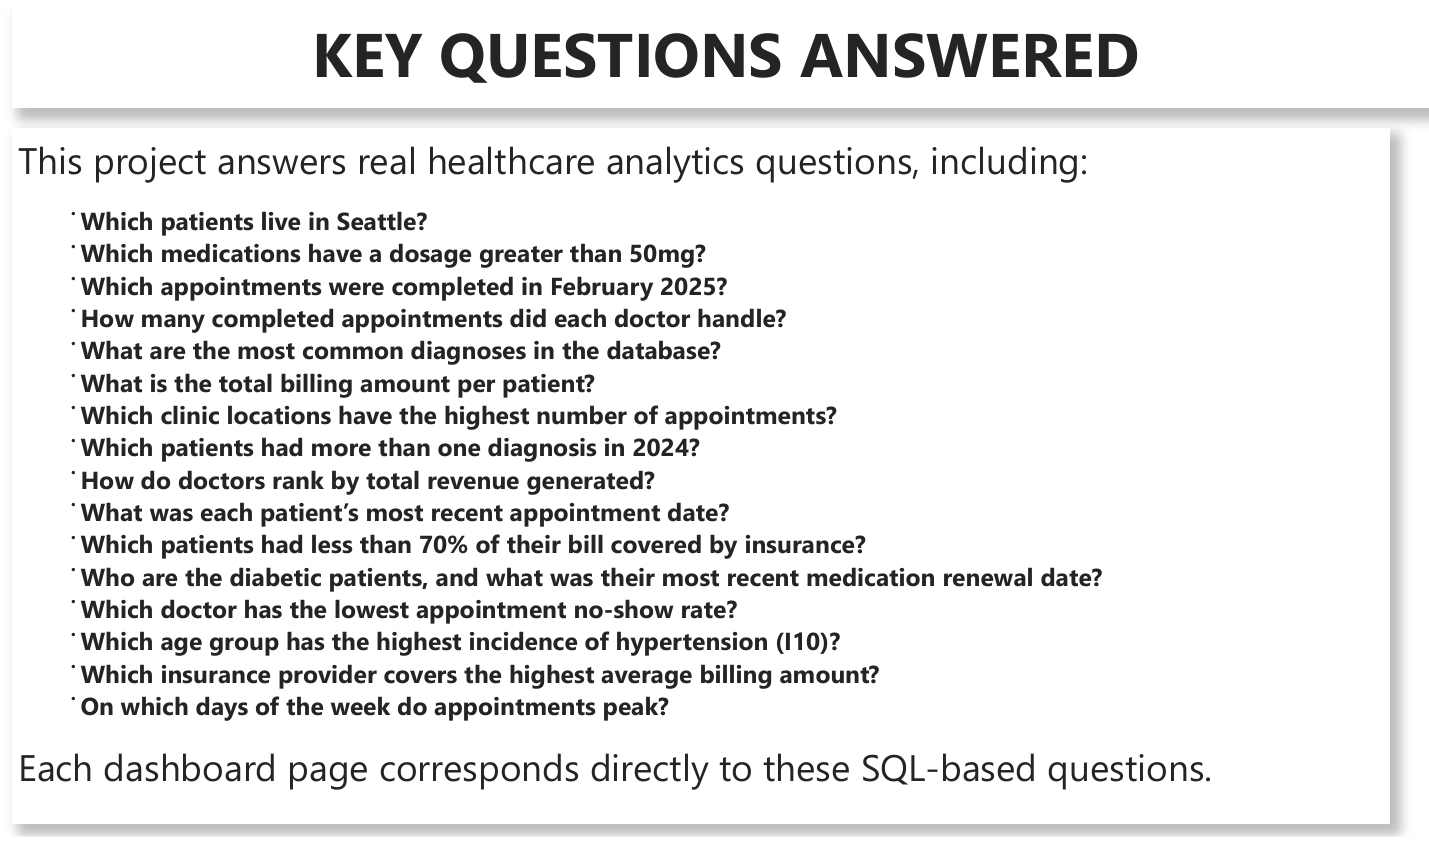 KEY QUESTIONS ANSWERED
This project answers real healthcare analytics questions, including:
· Which patients live in Seattle?
· Which medications have a dosage greater than 50mg?
· Which appointments were completed in February 2025?
· How many completed appointments did each doctor handle?
· What are the most common diagnoses in the database?
· What is the total billing amount per patient?
· Which clinic locations have the highest number of appointments?
· Which patients had more than one diagnosis in 2024?
· How do doctors rank by total revenue generated?
· What was each patient’s most recent appointment date?
· Which patients had less than 70% of their bill covered by insurance?
· Who are the diabetic patients, and what was their most recent medication renewal date?
· Which doctor has the lowest appointment no-show rate?
· Which age group has the highest incidence of hypertension (I10)?
· Which insurance provider covers the highest average billing amount?
· On which days of the week do appointments peak?
Each dashboard page corresponds directly to these SQL-based questions.